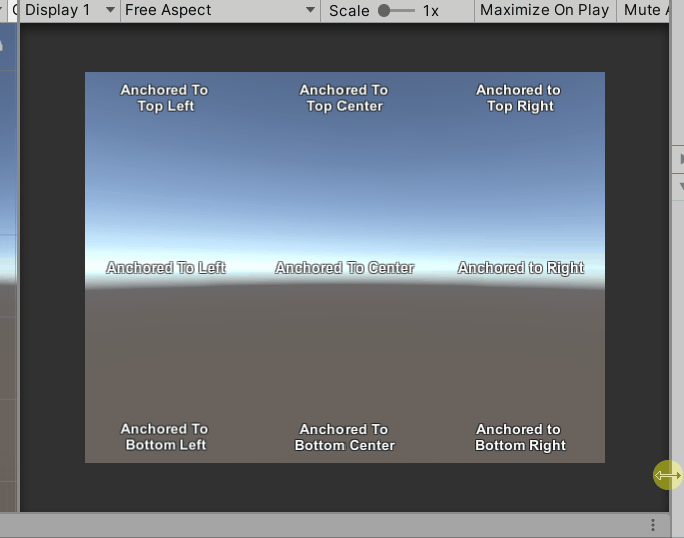 Display 1 Free Aspect Scale 1x Maximize On Play Mute
Anchored To
Top Left
Anchored To
Top Center
Anchored to
Top Right
Anchored To Left
Anchored To Center
Anchored to Right
Anchored To
Bottom Left
Anchored To
Bottom Center
Anchored to
Bottom Right